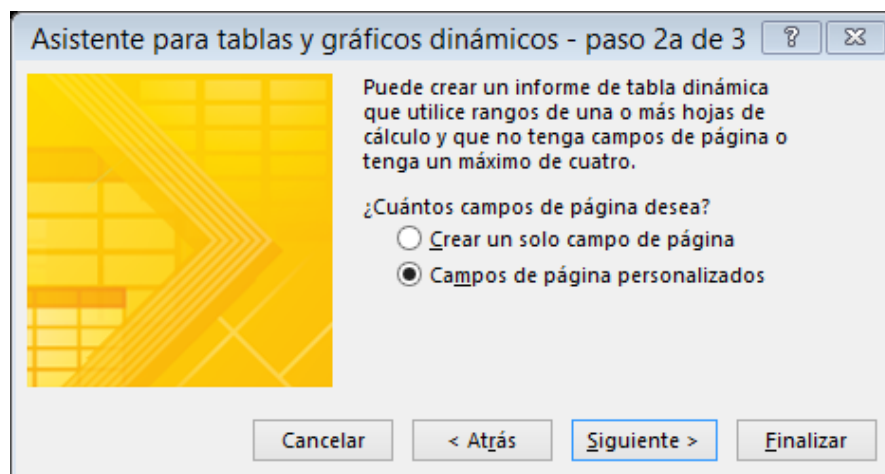 Asistente para tablas y gráficos dinámicos - paso 2a de 3
Puede crear un informe de tabla dinámica
que utilice rangos de una o más hojas de
cálculo y que no tenga campos de página o
tenga un máximo de cuatro.
¿Cuántos campos de página desea?
Crear un solo campo de página
Campos de página personalizados
Cancelar
< Atrás
Siguiente >
Finalizar